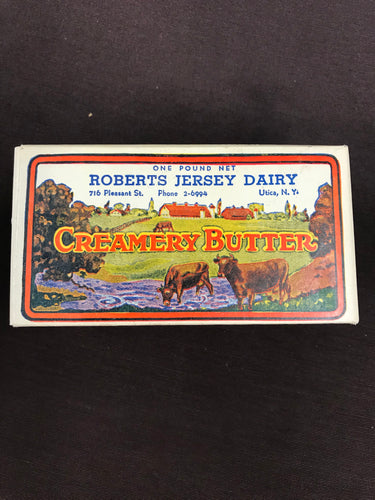 ONE POUND NET
ROBERTS JERSEY DAIRY
716 Pleasant St. Phone 2-6994 Utica, N. Y.
CREAMERY BUTTER